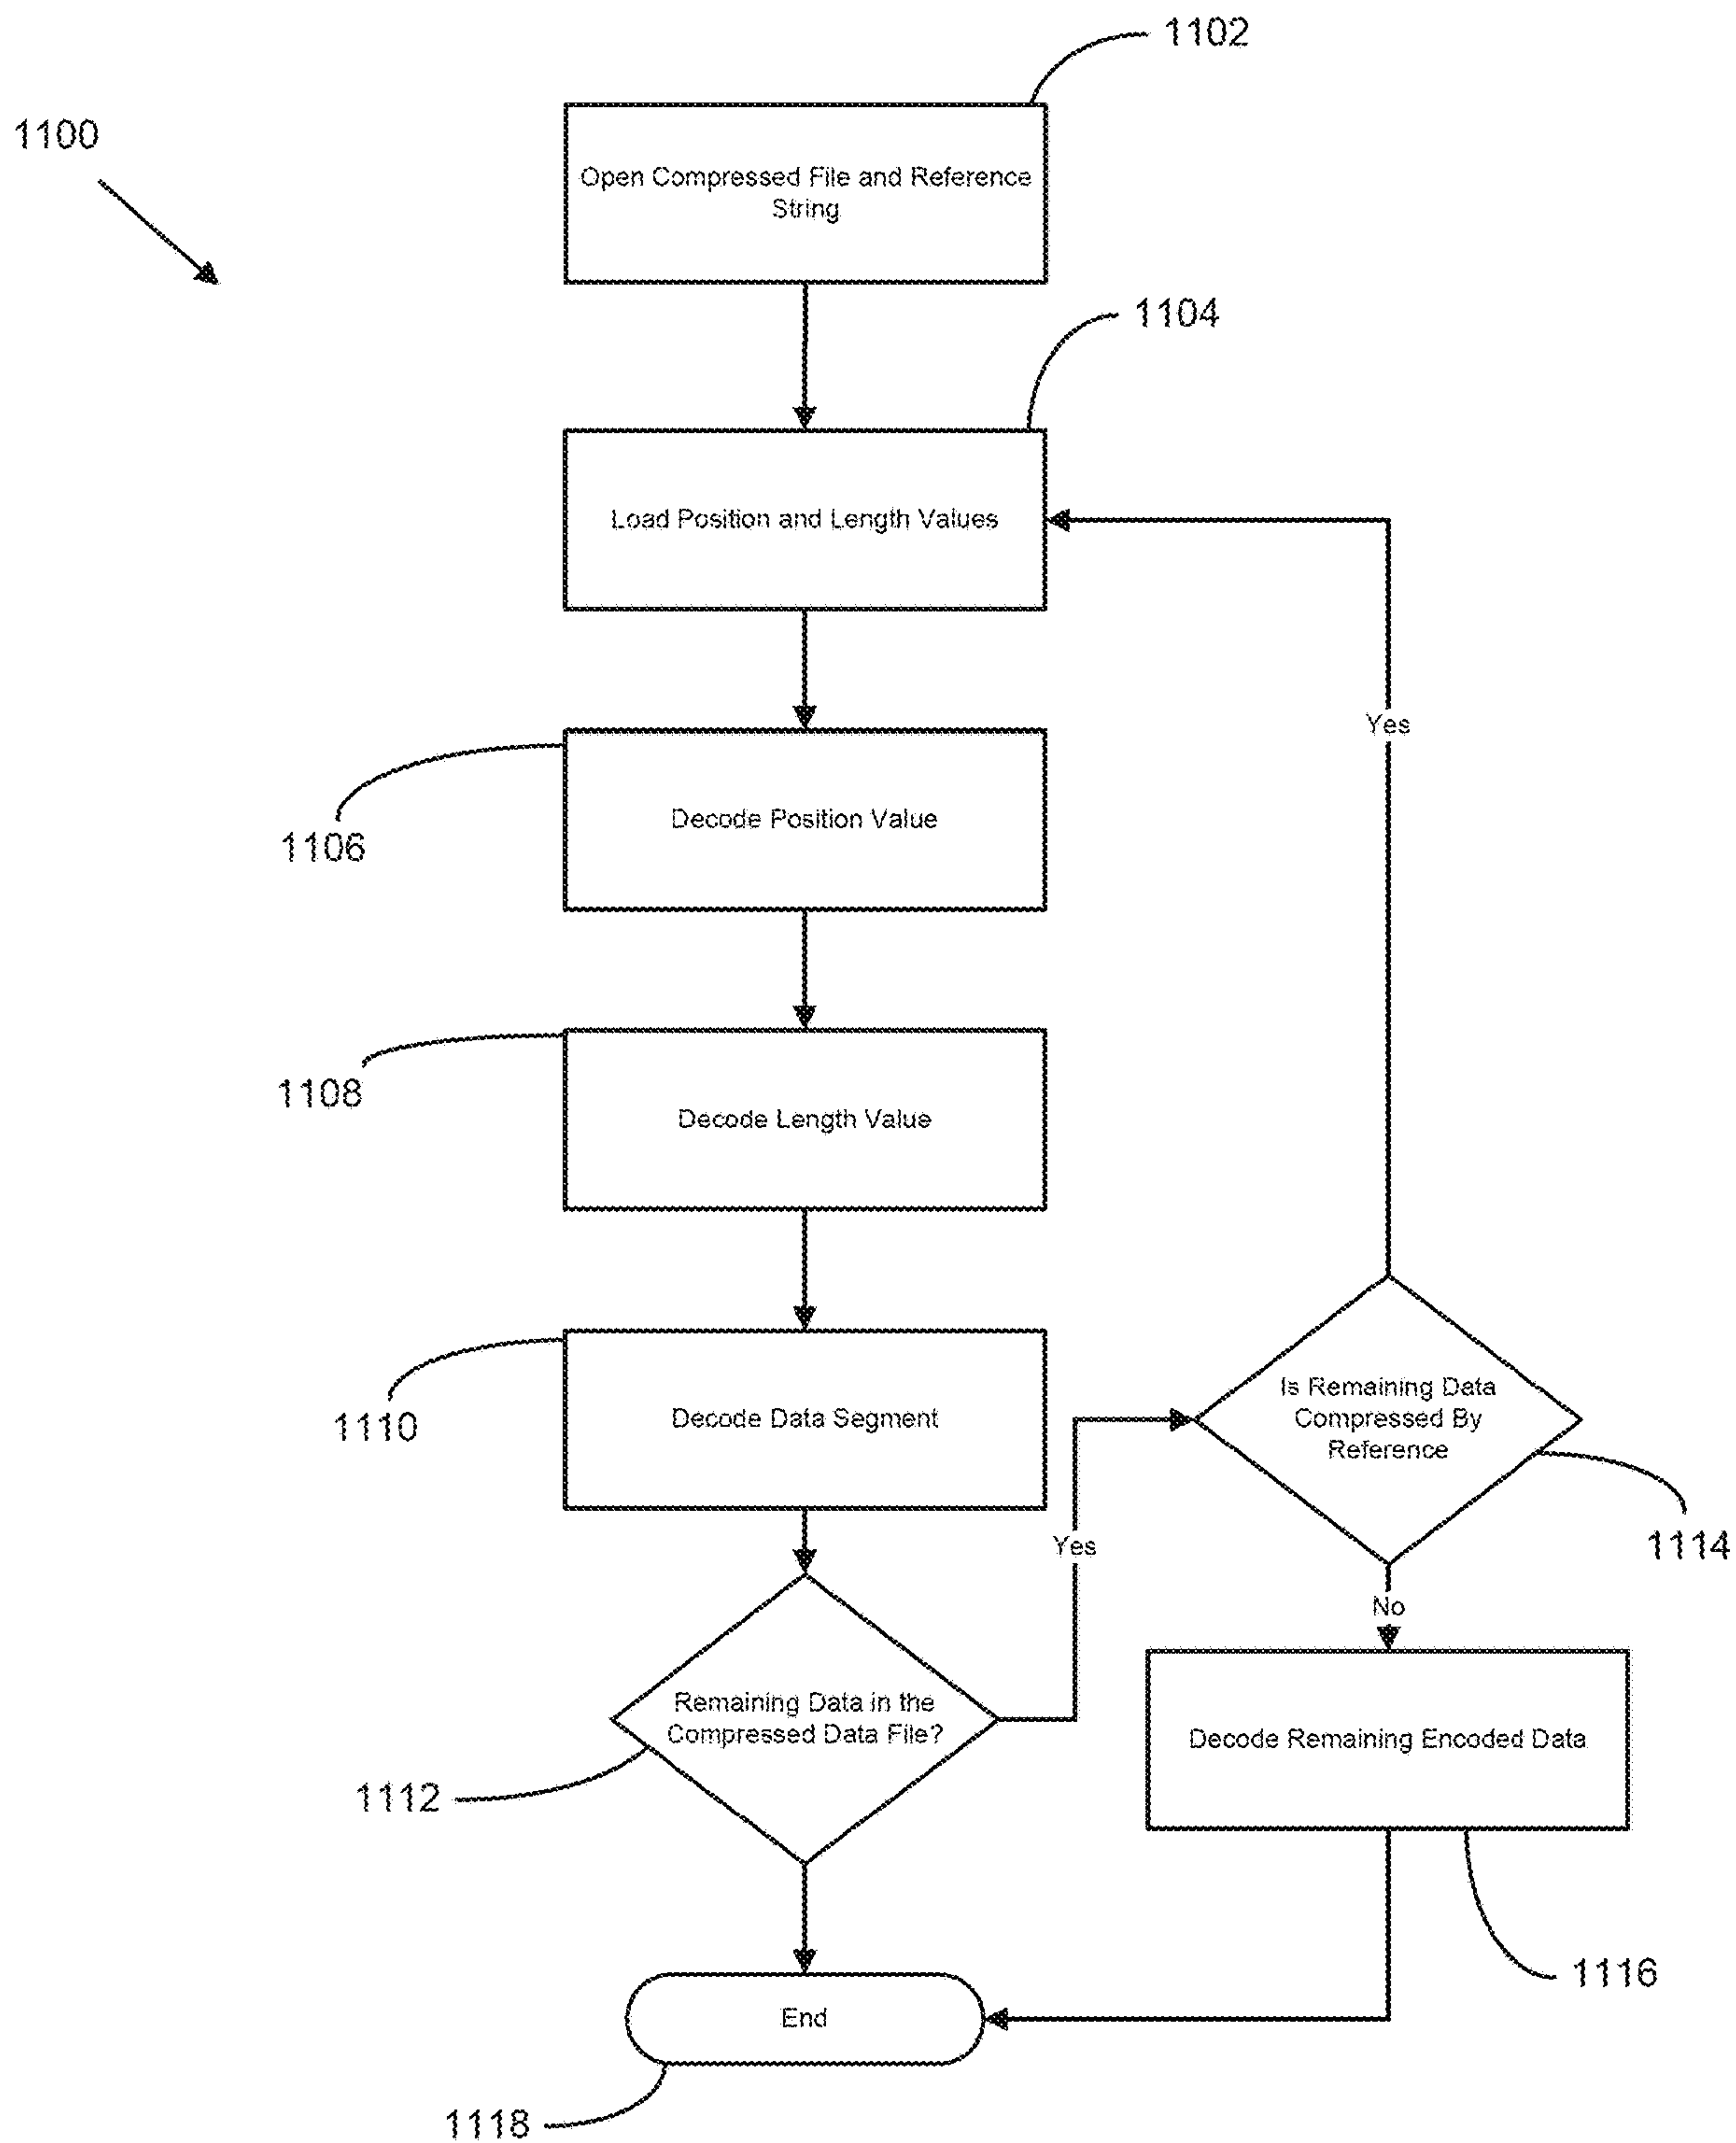 1102
1100
Open Compressed File and Reference
String
1104
Load Position and Length Values
Yes
Decode Position Value
1106
1108
Decode Length Value
Is Remaining Data
Compressed By
Reference
1110
Decode Data Segment
Yes
1114
No
Remaining Data in the
Compressed Data File?
Decode Remaining Encoded Data
1112
1116
End
1118